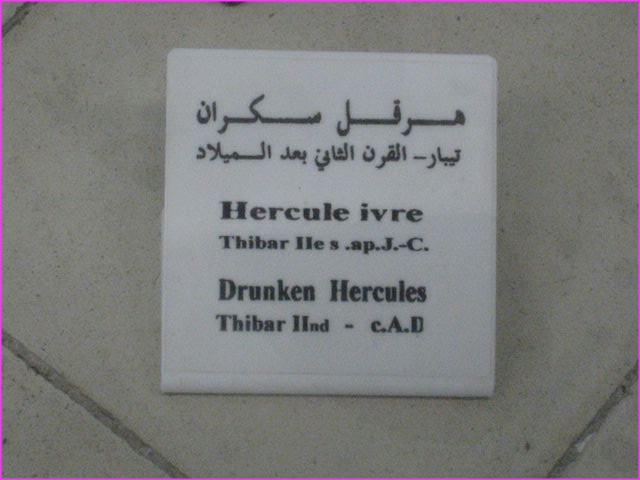 هرقل سكران
تيبار - القرن الثاني بعد الميلاد
Hercule ivre
Thibar IIe s .ap.J.-C.
Drunken Hercules
Thibar IInd - c.A.D